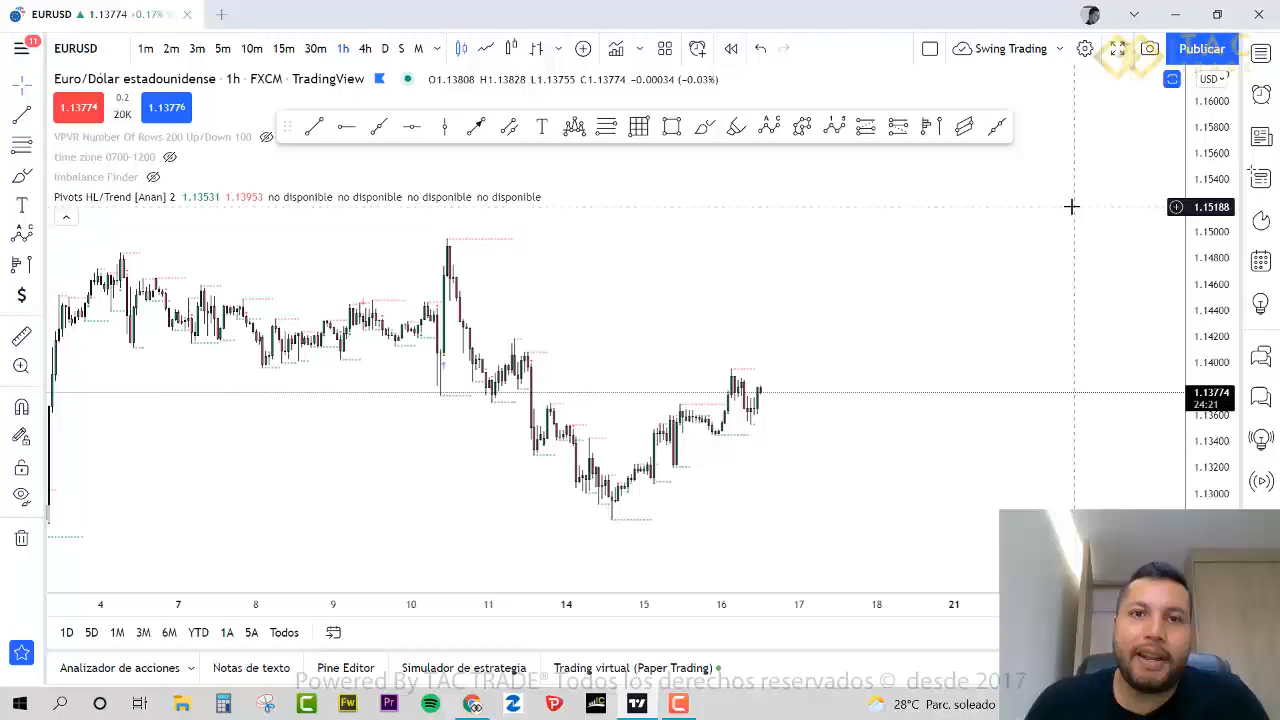 EURUSD ▲ 1.13774 +0.17%
11
EURUSD 1m 2m 3m 5m 10m 15m 30m 1h 4h D S M Swing Trading Publicar
Euro/Dólar estadounidense · 1h · FXCM · TradingView
1.13774 −0.00034 (−0.03%)
USD
1.13774 0.2 20K 1.13776
VPVR Number Of Rows 200 Up/Down 100
time zone 0700-1200
Imbalance Finder
Pivots HL/Trend [Anan] 2 1.13531 1.13953 no disponible no disponible no disponible no disponible
1.16000
1.15800
1.15600
1.15400
1.15188
1.15000
1.14800
1.14600
1.14400
1.14200
1.14000
1.13774
24:21
1.13600
1.13400
1.13200
1.13000
4 7 8 9 10 11 14 15 16 17 18 21
1D 5D 1M 3M 6M YTD 1A 5A Todos
Analizador de acciones Notas de texto Pine Editor Simulador de estrategia Trading virtual (Paper Trading)
Powered By TAC TRADE® Todos los derechos reservados © desde 2017
28°C Parc. soleado